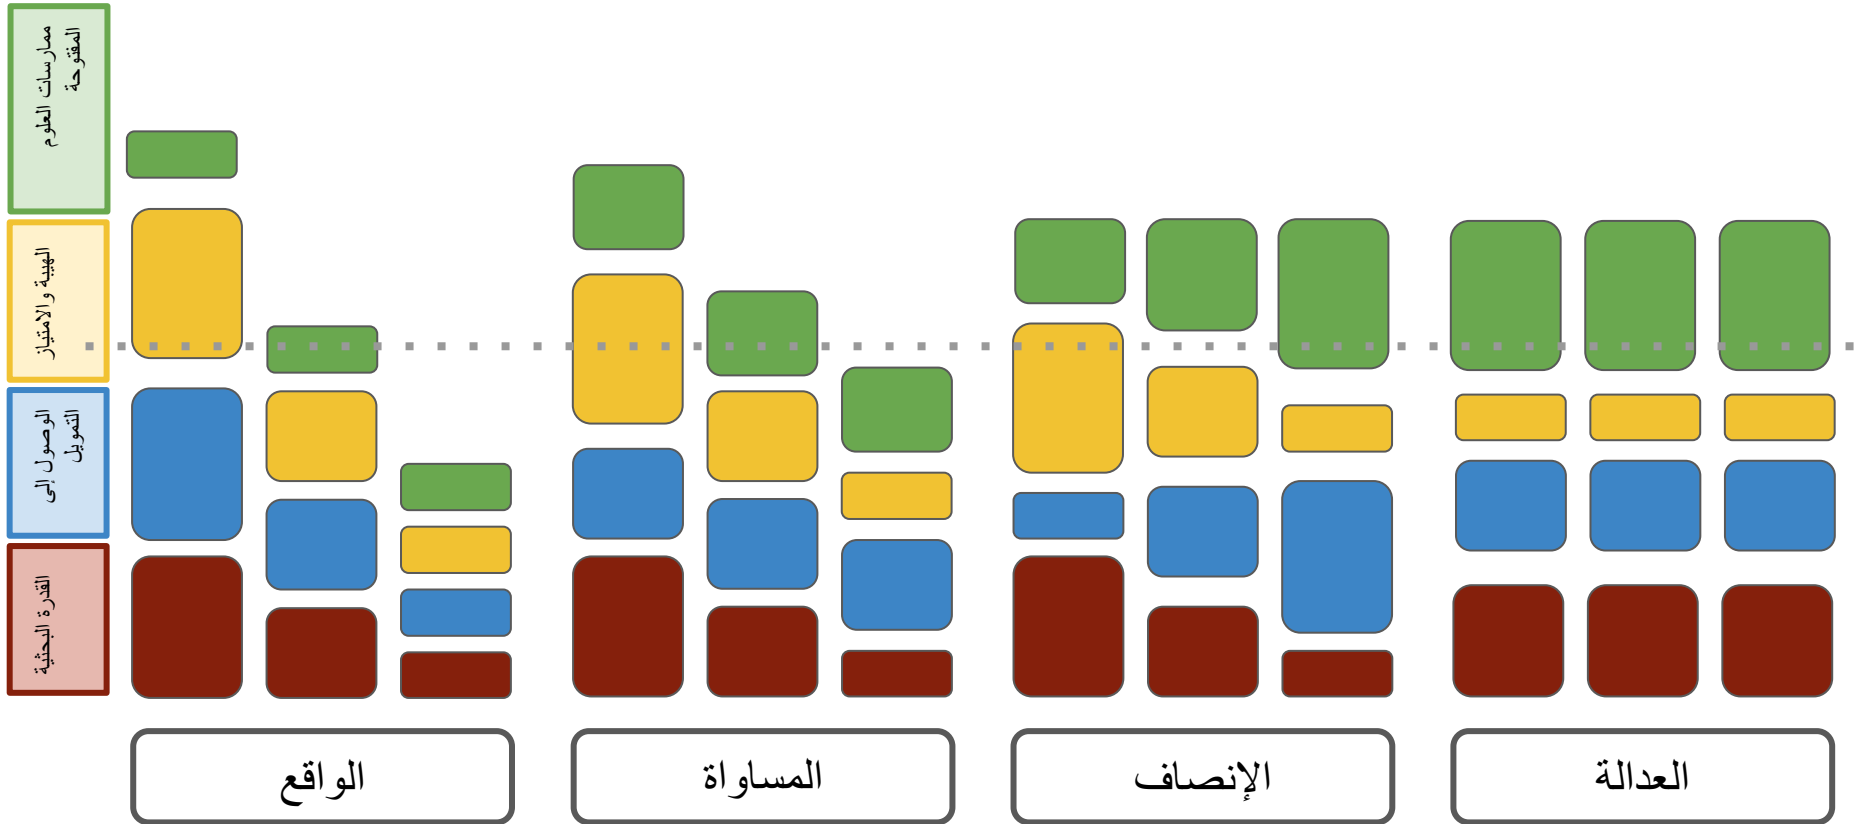 ممارسات العلوم
المفتوحة
الهيبة والامتياز
الوصول إلى
التمويل
القدرة البحثية
الواقع
المساواة
الإنصاف
العدالة